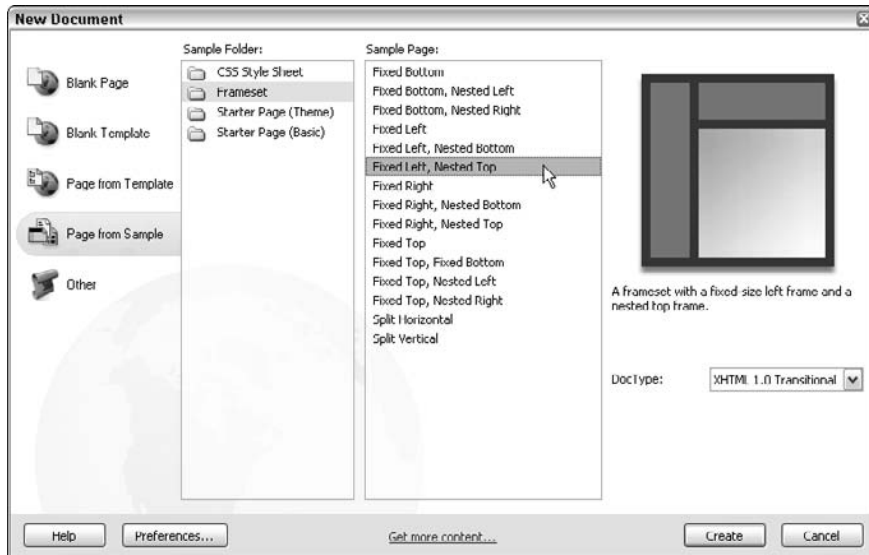 New Document
Blank Page
Blank Template
Page from Template
Page from Sample
Other
Sample Folder:
CSS Style Sheet
Frameset
Starter Page (Theme)
Starter Page (Basic)
Sample Page:
Fixed Bottom
Fixed Bottom, Nested Left
Fixed Bottom, Nested Right
Fixed Left
Fixed Left, Nested Bottom
Fixed Left, Nested Top
Fixed Right
Fixed Right, Nested Bottom
Fixed Right, Nested Top
Fixed Top
Fixed Top, Fixed Bottom
Fixed Top, Nested Left
Fixed Top, Nested Right
Split Horizontal
Split Vertical
A frameset with a fixed-size left frame and a
nested top frame.
DocType:
XHTML 1.0 Transitional
Help
Preferences...
Get more content...
Create
Cancel